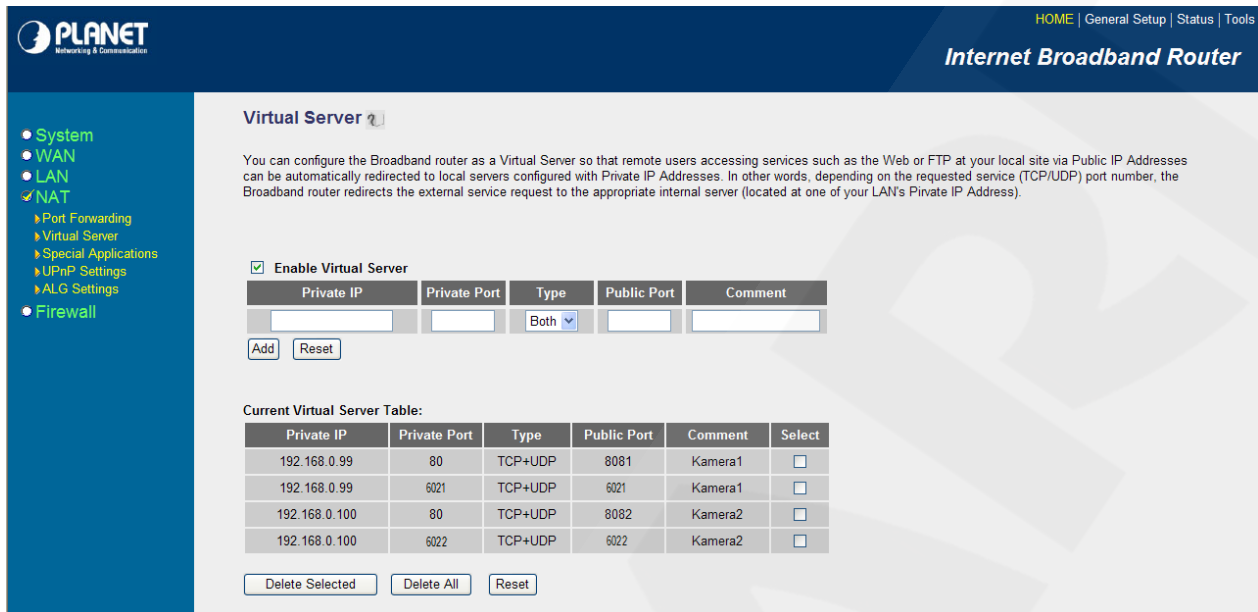 PLANET
Networking & Communication
HOME | General Setup | Status | Tools
Internet Broadband Router
System
WAN
LAN
NAT
Port Forwarding
Virtual Server
Special Applications
UPnP Settings
ALG Settings
Firewall
Virtual Server
You can configure the Broadband router as a Virtual Server so that remote users accessing services such as the Web or FTP at your local site via Public IP Addresses
can be automatically redirected to local servers configured with Private IP Addresses. In other words, depending on the requested service (TCP/UDP) port number, the
Broadband router redirects the external service request to the appropriate internal server (located at one of your LAN's Pirvate IP Address).
Enable Virtual Server
Private IP Private Port Type Public Port Comment
Both
Add Reset
Current Virtual Server Table:
Private IP Private Port Type Public Port Comment Select
192.168.0.99 80 TCP+UDP 8081 Kamera1
192.168.0.99 6021 TCP+UDP 6021 Kamera1
192.168.0.100 80 TCP+UDP 8082 Kamera2
192.168.0.100 6022 TCP+UDP 6022 Kamera2
Delete Selected Delete All Reset